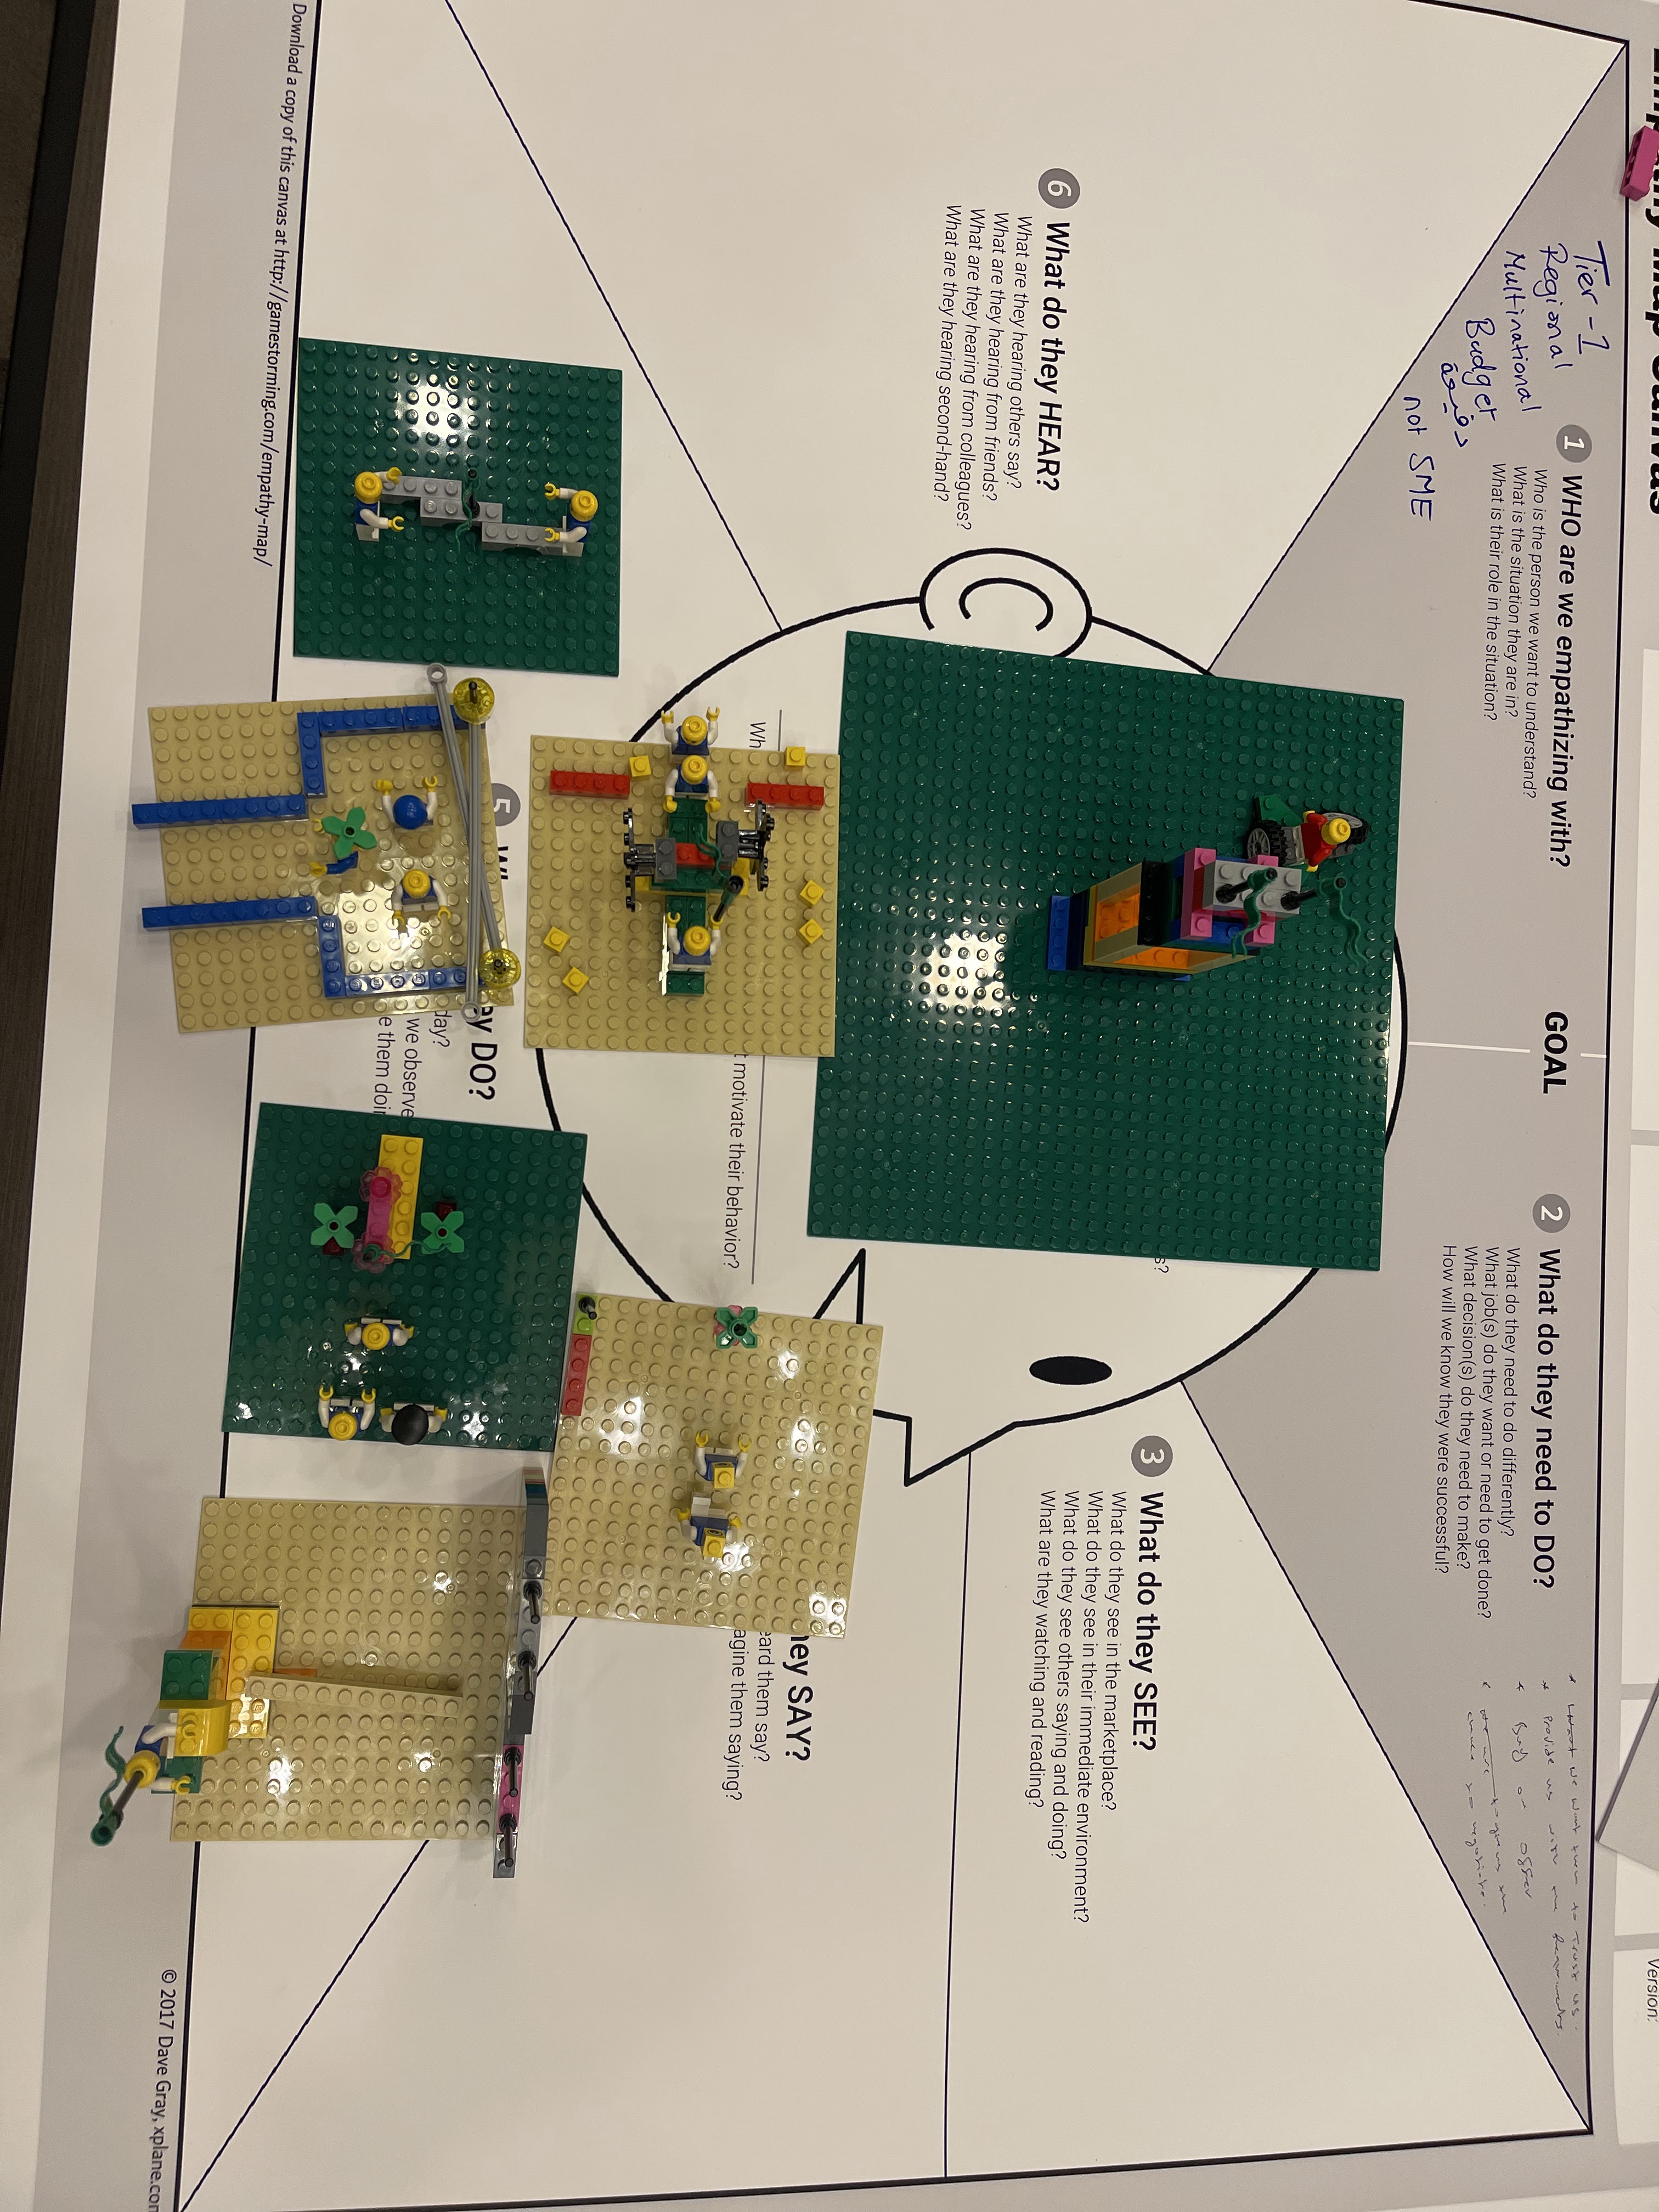 Empathy Map Canvas
Version:
Tier-1
Regional
Multinational
Budget
not SME
1 WHO are we empathizing with?
Who is the person we want to understand?
What is the situation they are in?
What is their role in the situation?
GOAL
2 What do they need to DO?
What do they need to do differently?
What job(s) do they want or need to get done?
What decision(s) do they need to make?
How will we know they were successful?
Provide us with the
3 What do they SEE?
What do they see in the marketplace?
What do they see in their immediate environment?
What do they see others saying and doing?
What are they watching and reading?
hey SAY?
eard them say?
agine them saying?
5
ey DO?
day?
we observe
e them doi
6 What do they HEAR?
What are they hearing others say?
What are they hearing from friends?
What are they hearing from colleagues?
What are they hearing second-hand?
s?
Wh
t motivate their behavior?
Download a copy of this canvas at http://gamestorming.com/empathy-map/
© 2017 Dave Gray, xplane.com